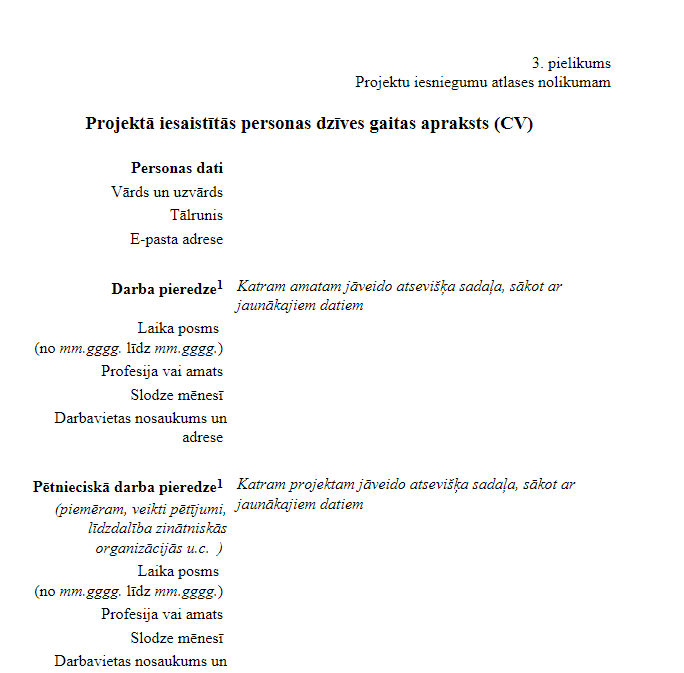 3. pielikums
Projektu iesniegumu atlases nolikumam
Projektā iesaistītās personas dzīves gaitas apraksts (CV)
Personas dati
Vārds un uzvārds
Tālrunis
E-pasta adrese
Darba pieredze1 Katram amatam jāveido atsevišķa sadaļa, sākot ar
jaunākajiem datiem
Laika posms
(no mm.gggg. līdz mm.gggg.)
Profesija vai amats
Slodze mēnesī
Darbavietas nosaukums un
adrese
Pētnieciskā darba pieredze1 Katram projektam jāveido atsevišķa sadaļa, sākot ar
jaunākajiem datiem
(piemēram, veikti pētījumi,
līdzdalība zinātniskās
organizācijās u.c. )
Laika posms
(no mm.gggg. līdz mm.gggg.)
Profesija vai amats
Slodze mēnesī
Darbavietas nosaukums un